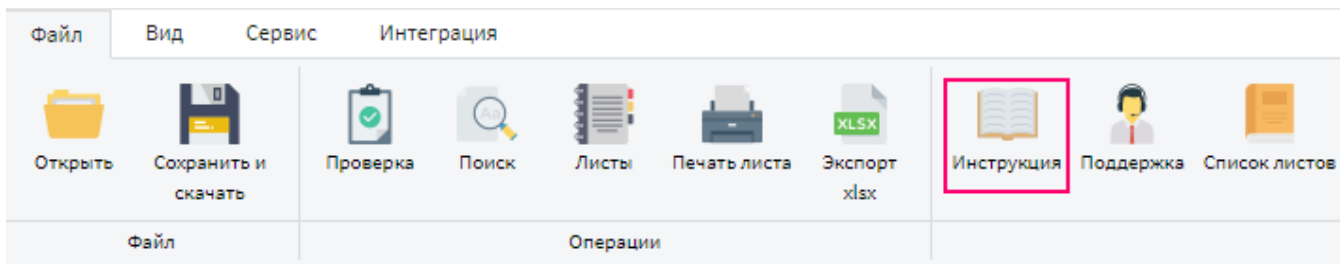 Файл Вид Сервис Интеграция
Aa
XLSX
Открыть Сохранить и Проверка Поиск Листы Печать листа Экспорт Инструкция Поддержка Список листов
скачать xlsx
Файл Операции